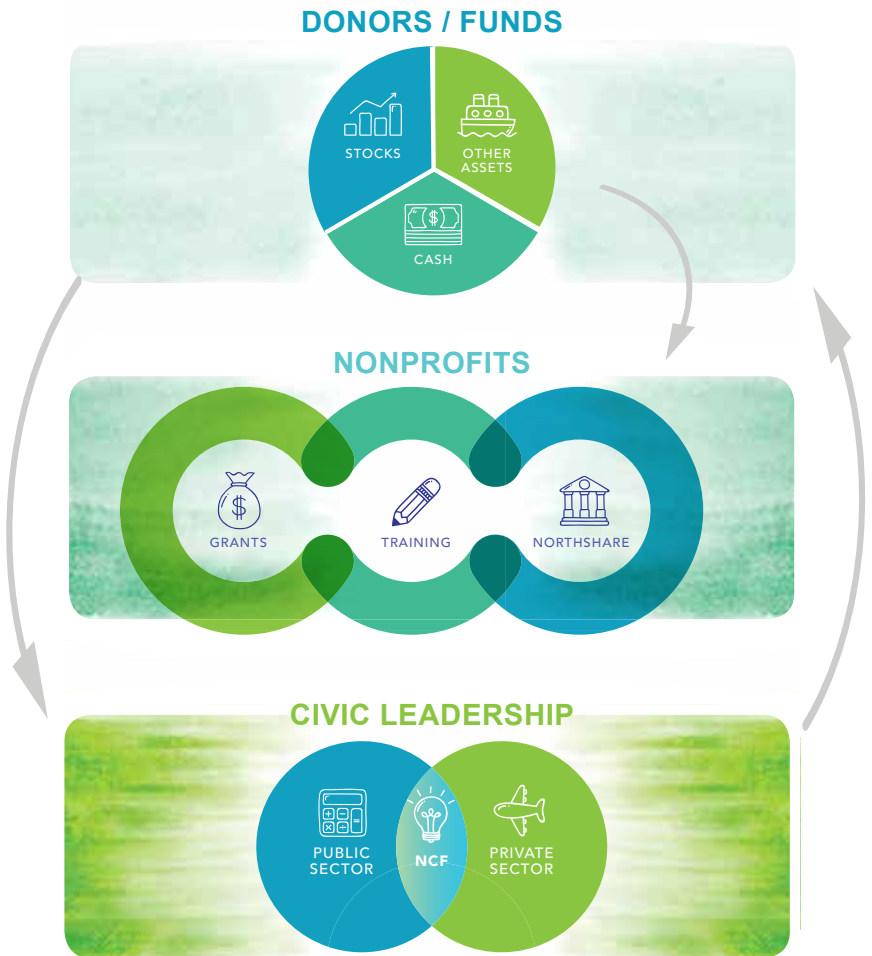 DONORS / FUNDS
STOCKS
OTHER
ASSETS
$
CASH
NONPROFITS
$
GRANTS
TRAINING
NORTHSHARE
CIVIC LEADERSHIP
PUBLIC
SECTOR
NCF
PRIVATE
SECTOR